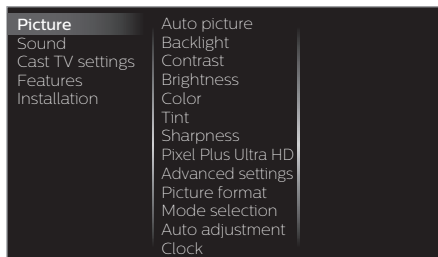 Picture
Sound
Cast TV settings
Features
Installation
Auto picture
Backlight
Contrast
Brightness
Color
Tint
Sharpness
Pixel Plus Ultra HD
Advanced settings
Picture format
Mode selection
Auto adjustment
Clock